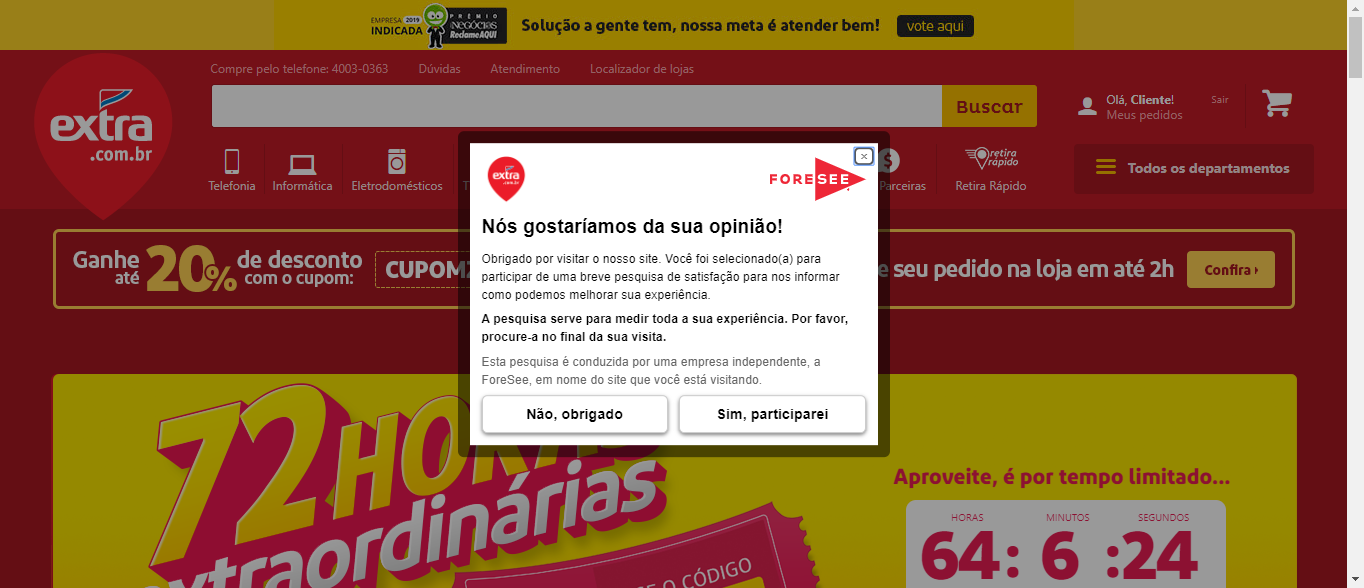 EMPRESA 2019
INDICADA
PRÊMIO
ReclameAQUI
Solução a gente tem, nossa meta é atender bem!
vote aqui
Compre pelo telefone: 4003-0363
Dúvidas
Atendimento
Localizador de lojas
extra
.com.br
Buscar
Olá, Cliente!
Meus pedidos
Sair
Telefonia
Informática
Eletrodomésticos
Parceiras
retira
rápido
Retira Rápido
Todos os departamentos
Ganhe
até
20%
de desconto
com o cupom:
e seu pedido na loja em até 2h
Confira ›
×
extra
.com.br
FORESEE
Nós gostaríamos da sua opinião!
Obrigado por visitar o nosso site. Você foi selecionado(a) para
participar de uma breve pesquisa de satisfação para nos informar
como podemos melhorar sua experiência.
A pesquisa serve para medir toda a sua experiência. Por favor,
procure-a no final da sua visita.
Esta pesquisa é conduzida por uma empresa independente, a
ForeSee, em nome do site que você está visitando.
Não, obrigado
Sim, participarei
72 HORAS
extraordinárias
E O CÓDIGO
Aproveite, é por tempo limitado...
HORAS
MINUTOS
SEGUNDOS
64: 6 :24